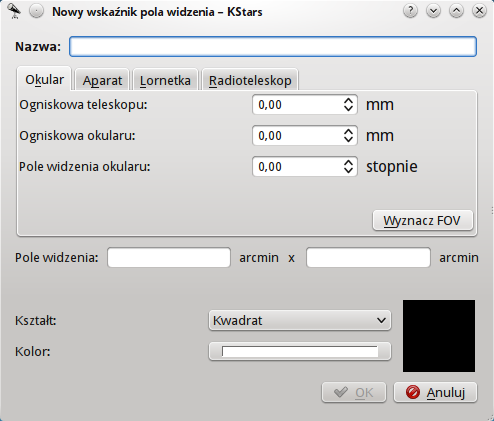 Nowy wskaźnik pola widzenia – KStars
Nazwa:
Okular Aparat Lornetka Radioteleskop
Ogniskowa teleskopu: 0,00 mm
Ogniskowa okularu: 0,00 mm
Pole widzenia okularu: 0,00 stopnie
Wyznacz FOV
Pole widzenia: arcmin x arcmin
Kształt: Kwadrat
Kolor:
OK Anuluj